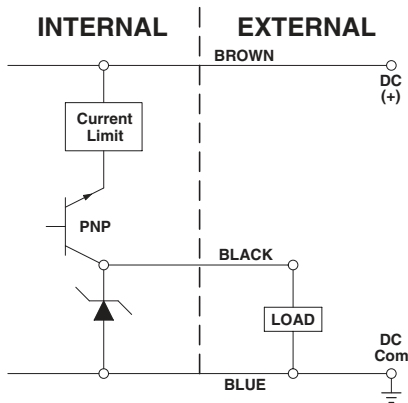 INTERNAL
EXTERNAL
BROWN
DC
(+)
Current
Limit
PNP
BLACK
LOAD
DC
Com
BLUE